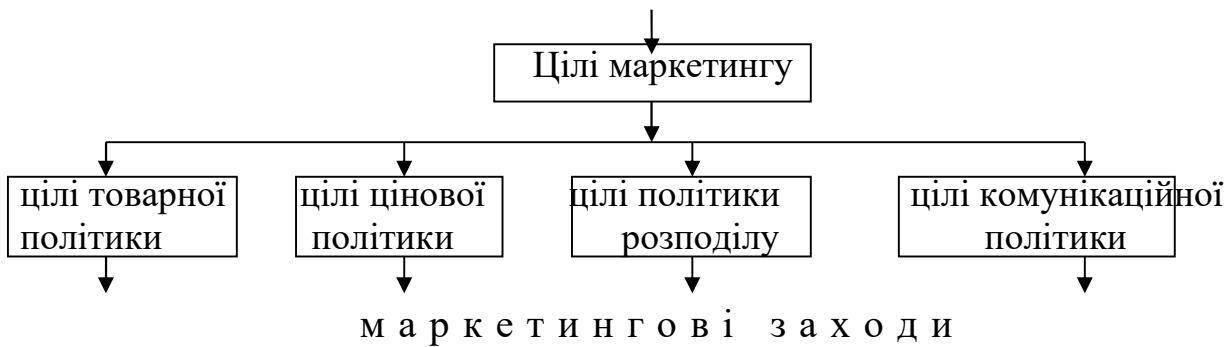 Цілі маркетингу
цілі товарної
політики
цілі цінової
політики
цілі політики
розподілу
цілі комунікаційної
політики
маркетингові заходи